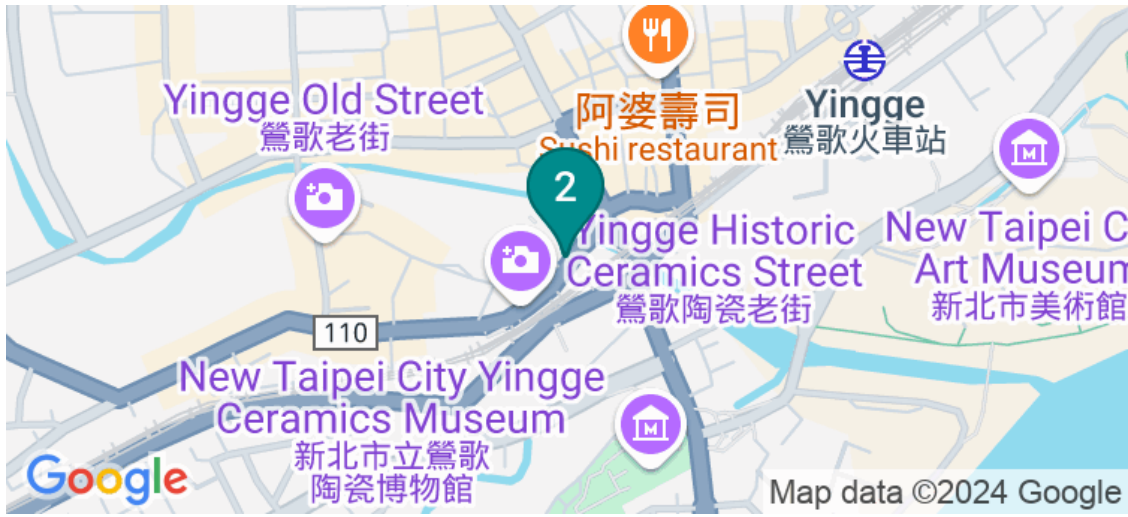 Yingge Old Street
鶯歌老街
阿婆壽司
Sushi restaurant
Yingge
鶯歌火車站
2
Yingge Historic
Ceramics Street
鶯歌陶瓷老街
New Taipei C
Art Museum
新北市美術館
110
New Taipei City Yingge
Ceramics Museum
新北市立鶯歌
陶瓷博物館
M
M
Google
Map data ©2024 Google